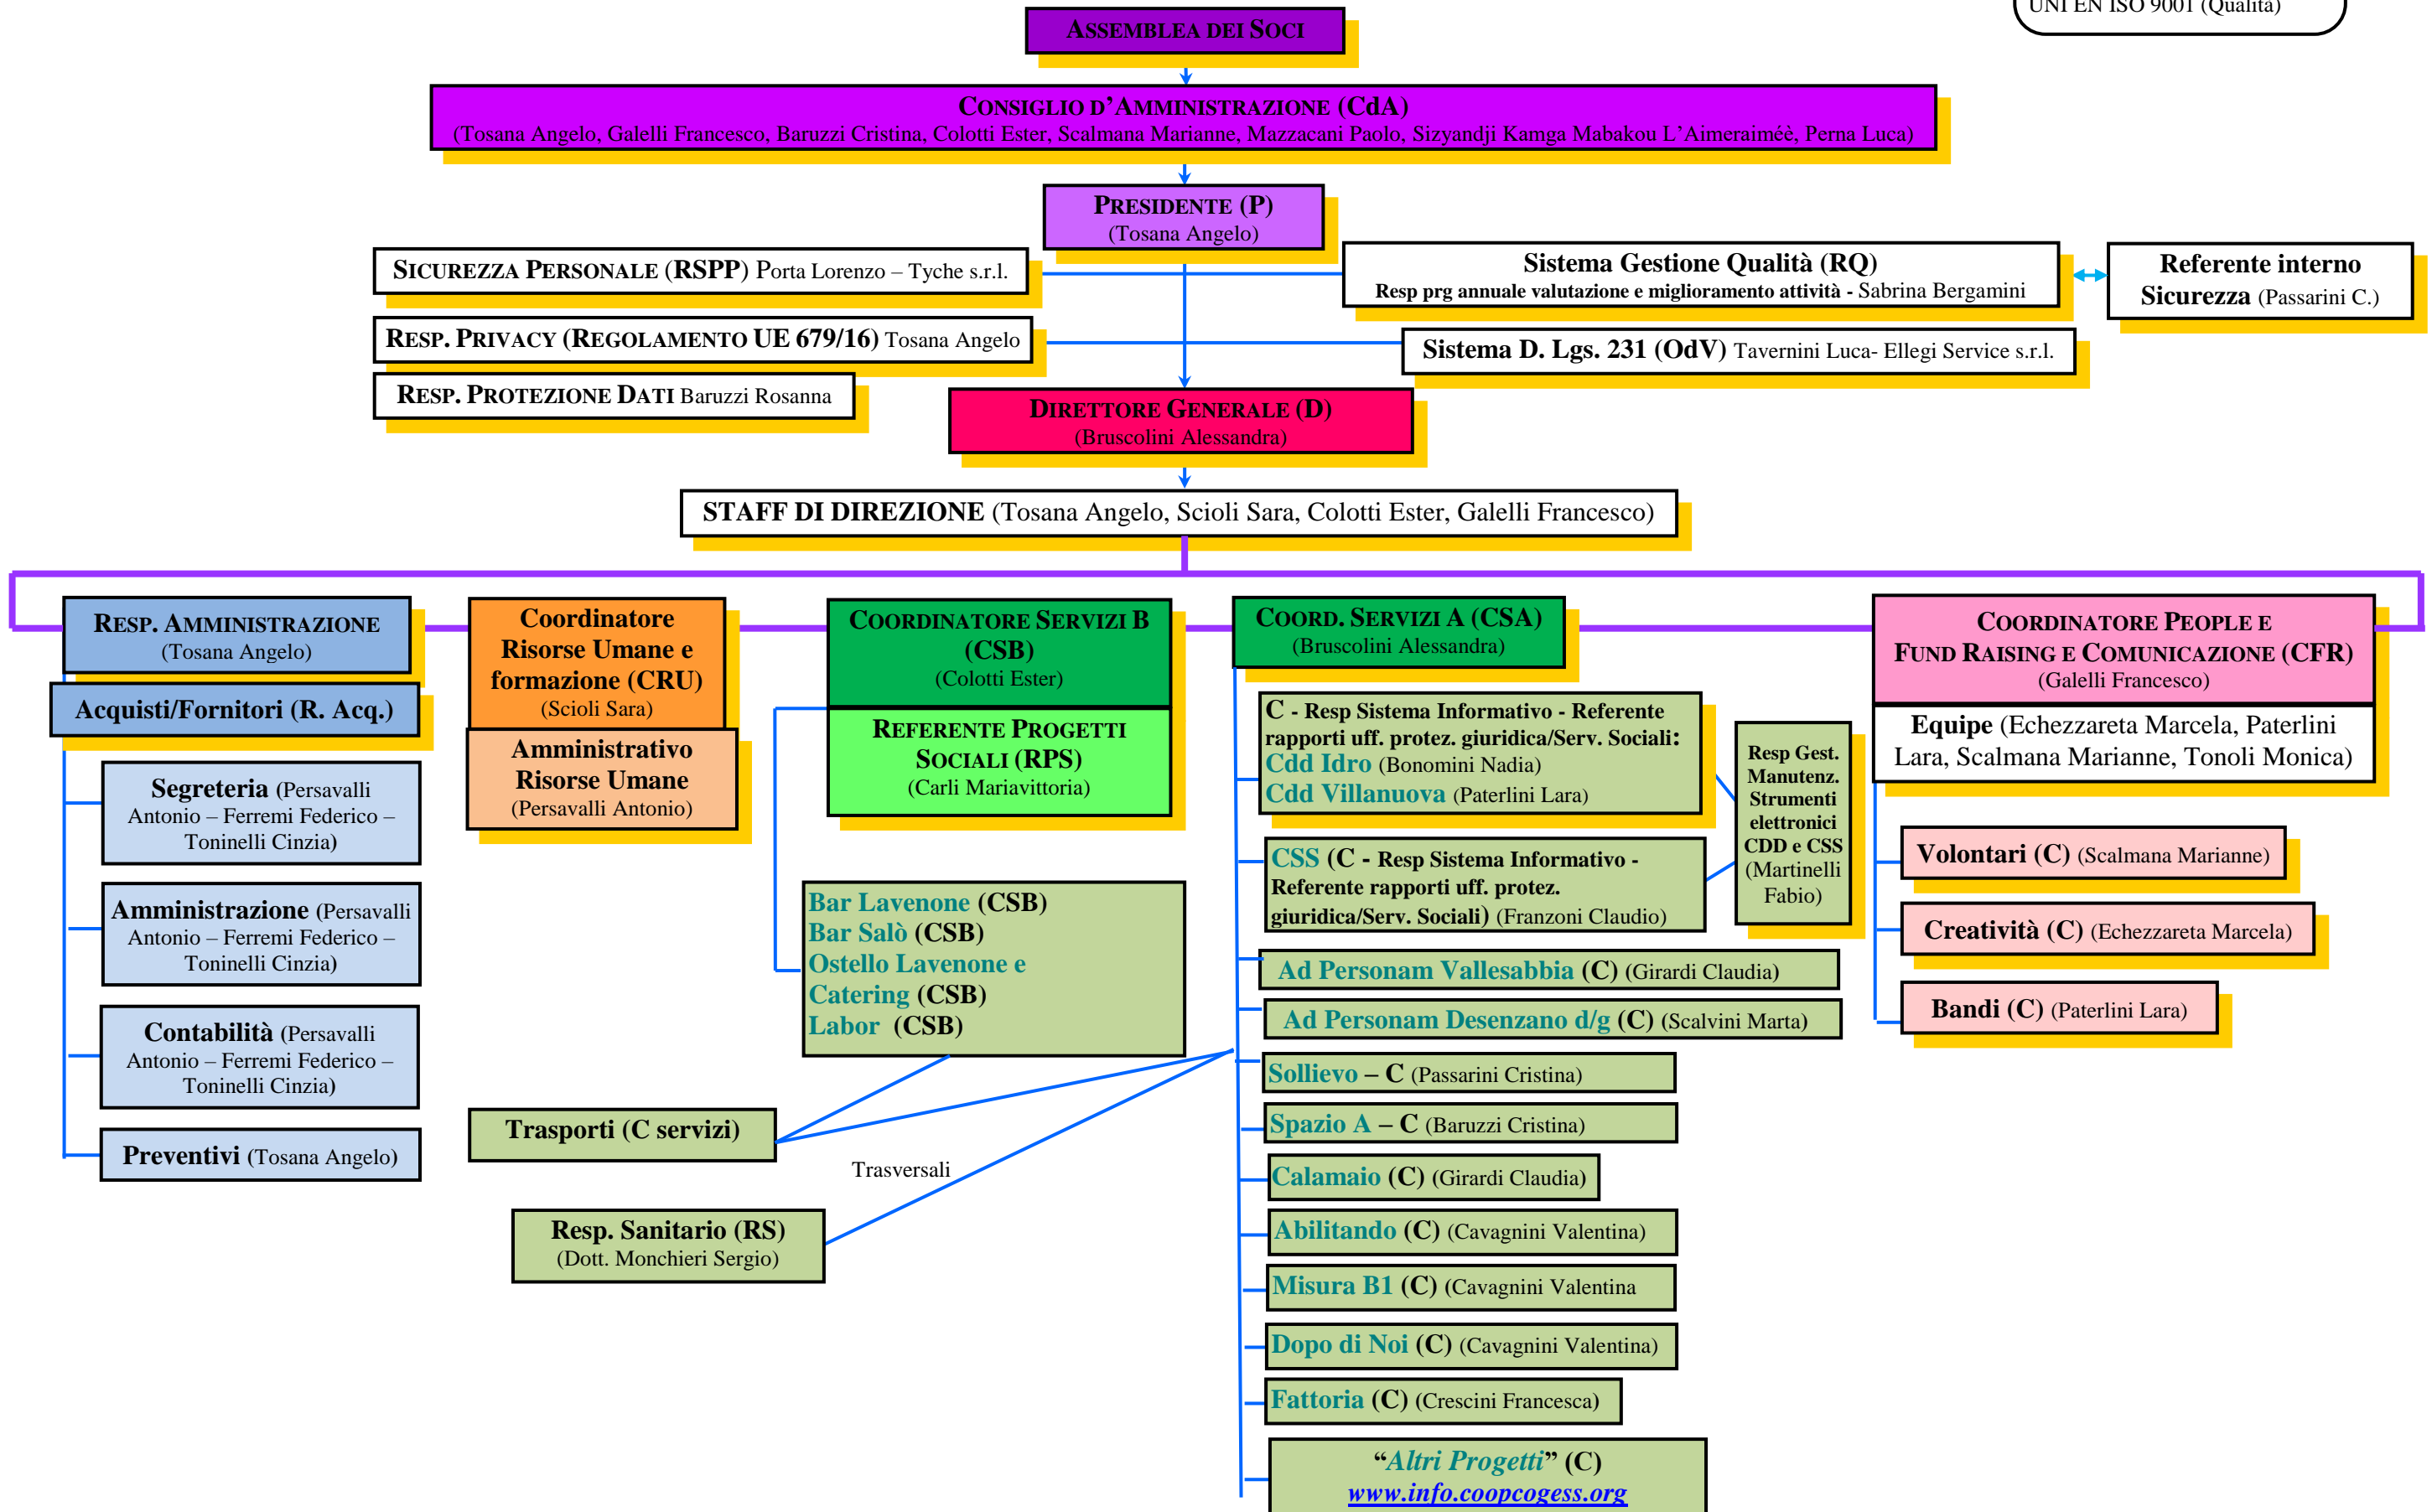 UNI EN ISO 9001 (Qualità)
ASSEMBLEA DEI SOCI
CONSIGLIO D’AMMINISTRAZIONE (CdA)
(Tosana Angelo, Galelli Francesco, Baruzzi Cristina, Colotti Ester, Scalmana Marianne, Mazzacani Paolo, Sizyandji Kamga Mabakou L’Aimeraiméè, Perna Luca)
PRESIDENTE (P)
(Tosana Angelo)
SICUREZZA PERSONALE (RSPP) Porta Lorenzo – Tyche s.r.l.
Sistema Gestione Qualità (RQ)
Resp prg annuale valutazione e miglioramento attività - Sabrina Bergamini
Referente interno
Sicurezza (Passarini C.)
RESP. PRIVACY (REGOLAMENTO UE 679/16) Tosana Angelo
Sistema D. Lgs. 231 (OdV) Tavernini Luca- Ellegi Service s.r.l.
RESP. PROTEZIONE DATI Baruzzi Rosanna
DIRETTORE GENERALE (D)
(Bruscolini Alessandra)
STAFF DI DIREZIONE (Tosana Angelo, Scioli Sara, Colotti Ester, Galelli Francesco)
RESP. AMMINISTRAZIONE
(Tosana Angelo)
Acquisti/Fornitori (R. Acq.)
Segreteria (Persavalli
Antonio – Ferremi Federico –
Toninelli Cinzia)
Amministrazione (Persavalli
Antonio – Ferremi Federico –
Toninelli Cinzia)
Contabilità (Persavalli
Antonio – Ferremi Federico –
Toninelli Cinzia)
Preventivi (Tosana Angelo)
Coordinatore
Risorse Umane e
formazione (CRU)
(Scioli Sara)
Amministrativo
Risorse Umane
(Persavalli Antonio)
COORDINATORE SERVIZI B
(CSB)
(Colotti Ester)
REFERENTE PROGETTI
SOCIALI (RPS)
(Carli Mariavittoria)
Bar Lavenone (CSB)
Bar Salò (CSB)
Ostello Lavenone e
Catering (CSB)
Labor (CSB)
Trasporti (C servizi)
Trasversali
Resp. Sanitario (RS)
(Dott. Monchieri Sergio)
COORD. SERVIZI A (CSA)
(Bruscolini Alessandra)
C - Resp Sistema Informativo - Referente
rapporti uff. protez. giuridica/Serv. Sociali:
Cdd Idro (Bonomini Nadia)
Cdd Villanuova (Paterlini Lara)
CSS (C - Resp Sistema Informativo -
Referente rapporti uff. protez.
giuridica/Serv. Sociali) (Franzoni Claudio)
Resp Gest.
Manutenz.
Strumenti
elettronici
CDD e CSS
(Martinelli
Fabio)
Ad Personam Vallesabbia (C) (Girardi Claudia)
Ad Personam Desenzano d/g (C) (Scalvini Marta)
Sollievo – C (Passarini Cristina)
Spazio A – C (Baruzzi Cristina)
Calamaio (C) (Girardi Claudia)
Abilitando (C) (Cavagnini Valentina)
Misura B1 (C) (Cavagnini Valentina
Dopo di Noi (C) (Cavagnini Valentina)
Fattoria (C) (Crescini Francesca)
“Altri Progetti” (C)
www.info.coopcogess.org
COORDINATORE PEOPLE E
FUND RAISING E COMUNICAZIONE (CFR)
(Galelli Francesco)
Equipe (Echezzareta Marcela, Paterlini
Lara, Scalmana Marianne, Tonoli Monica)
Volontari (C) (Scalmana Marianne)
Creatività (C) (Echezzareta Marcela)
Bandi (C) (Paterlini Lara)